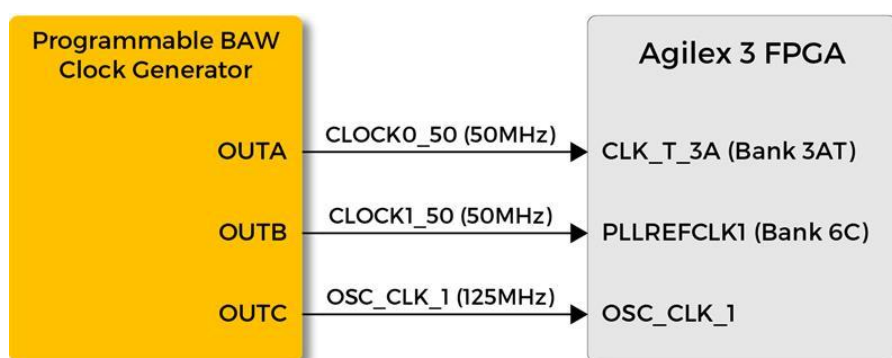 Programmable BAW
Clock Generator
Agilex 3 FPGA
OUTA
CLOCK0_50 (50MHz)
CLK_T_3A (Bank 3AT)
OUTB
CLOCK1_50 (50MHz)
PLLREFCLK1 (Bank 6C)
OUTC
OSC_CLK_1 (125MHz)
OSC_CLK_1